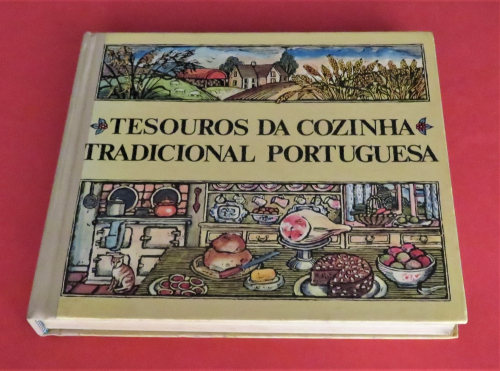 TESOUROS DA COZINHA
TRADICIONAL PORTUGUESA